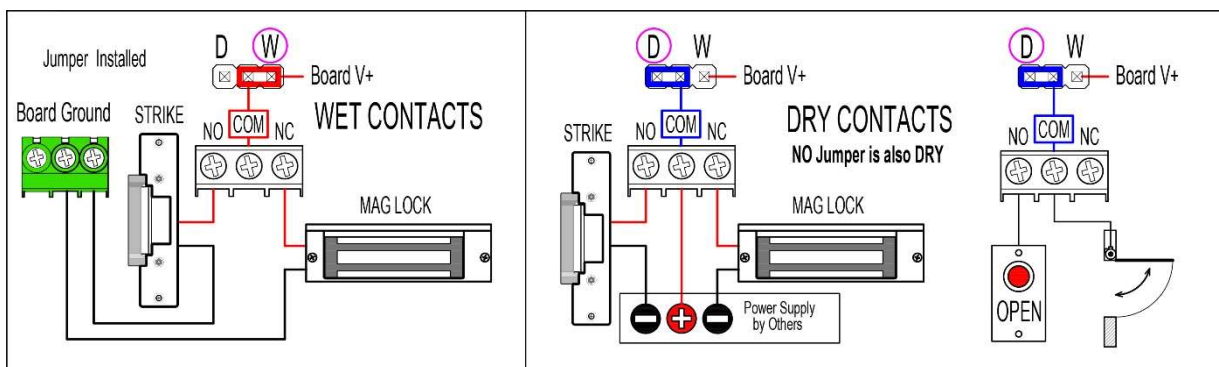 Jumper Installed
D W
Board V+
Board Ground
STRIKE
NO COM NC
WET CONTACTS
MAG LOCK
D W
Board V+
STRIKE
NO COM NC
DRY CONTACTS
NO Jumper is also DRY
MAG LOCK
Power Supply
by Others
D W
Board V+
NO COM NC
OPEN